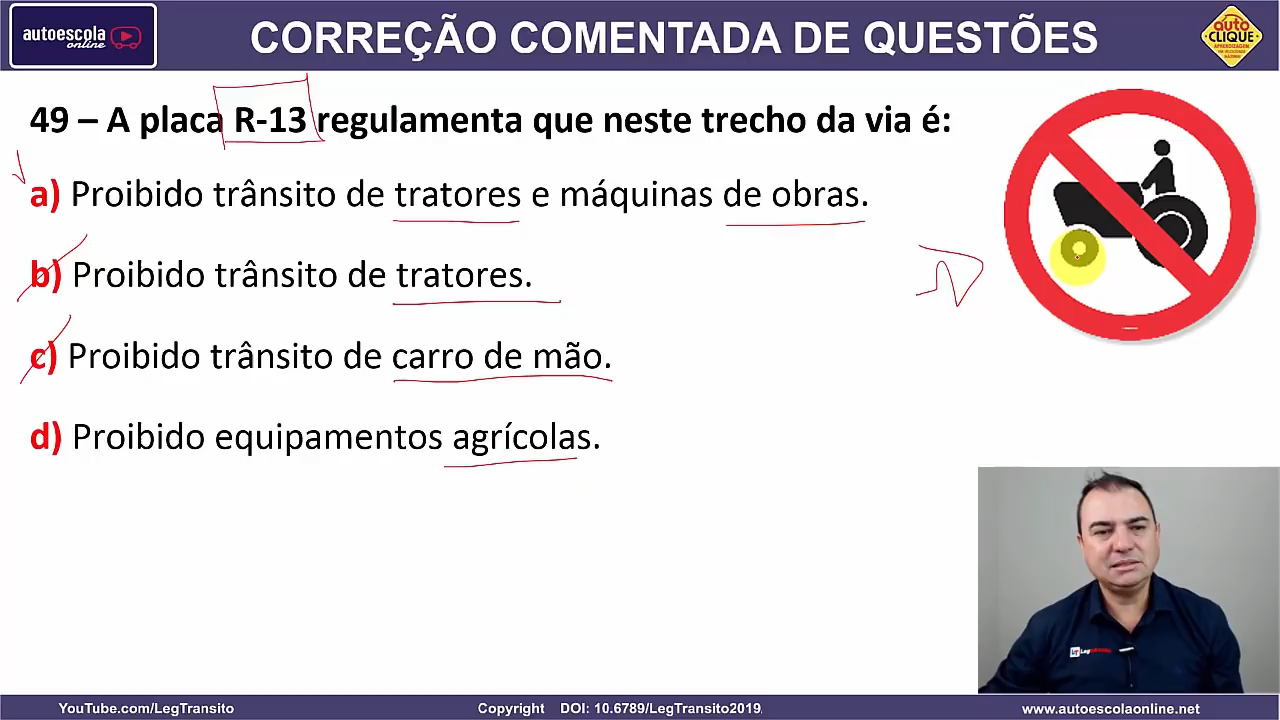 autoescola
online
CORREÇÃO COMENTADA DE QUESTÕES
auto
CLIQUE
49 – A placa R-13 regulamenta que neste trecho da via é:
a) Proibido trânsito de tratores e máquinas de obras.
b) Proibido trânsito de tratores.
c) Proibido trânsito de carro de mão.
d) Proibido equipamentos agrícolas.
YouTube.com/LegTransito
Copyright DOI: 10.6789/LegTransito2019
www.autoescolaonline.net